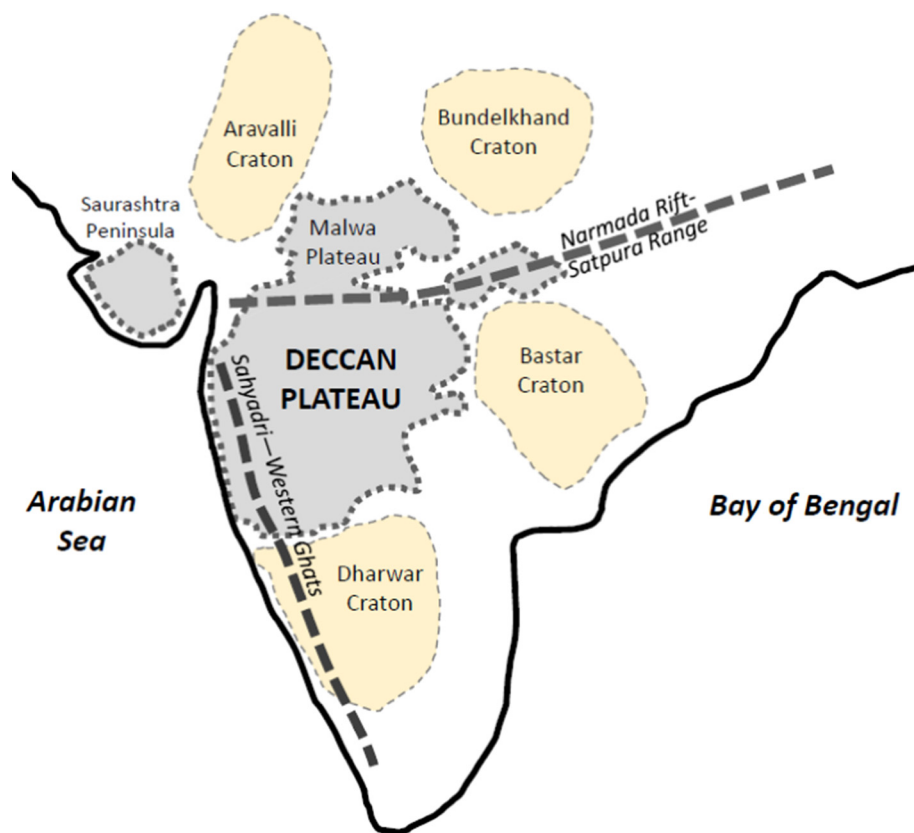 Aravalli
Craton
Bundelkhand
Craton
Saurashtra
Peninsula
Malwa
Plateau
Narmada Rift-
Satpura Range
DECCAN
PLATEAU
Bastar
Craton
Sahyadri—Western Ghats
Arabian
Sea
Bay of Bengal
Dharwar
Craton